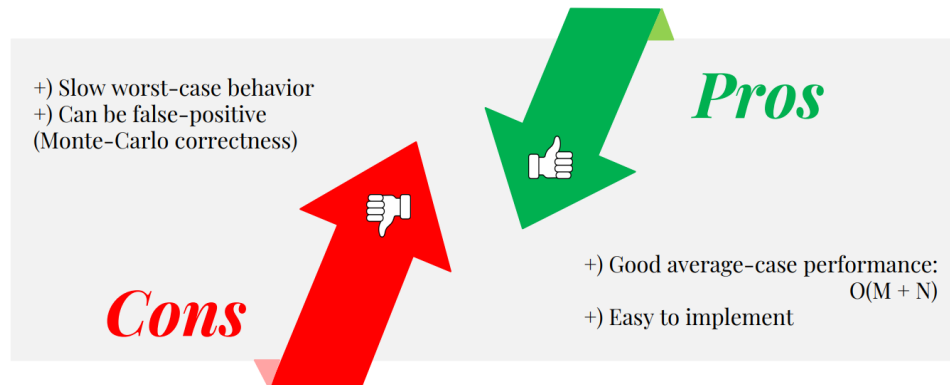 +) Slow worst-case behavior
+) Can be false-positive
(Monte-Carlo correctness)
Cons
Pros
+) Good average-case performance:
O(M + N)
+) Easy to implement